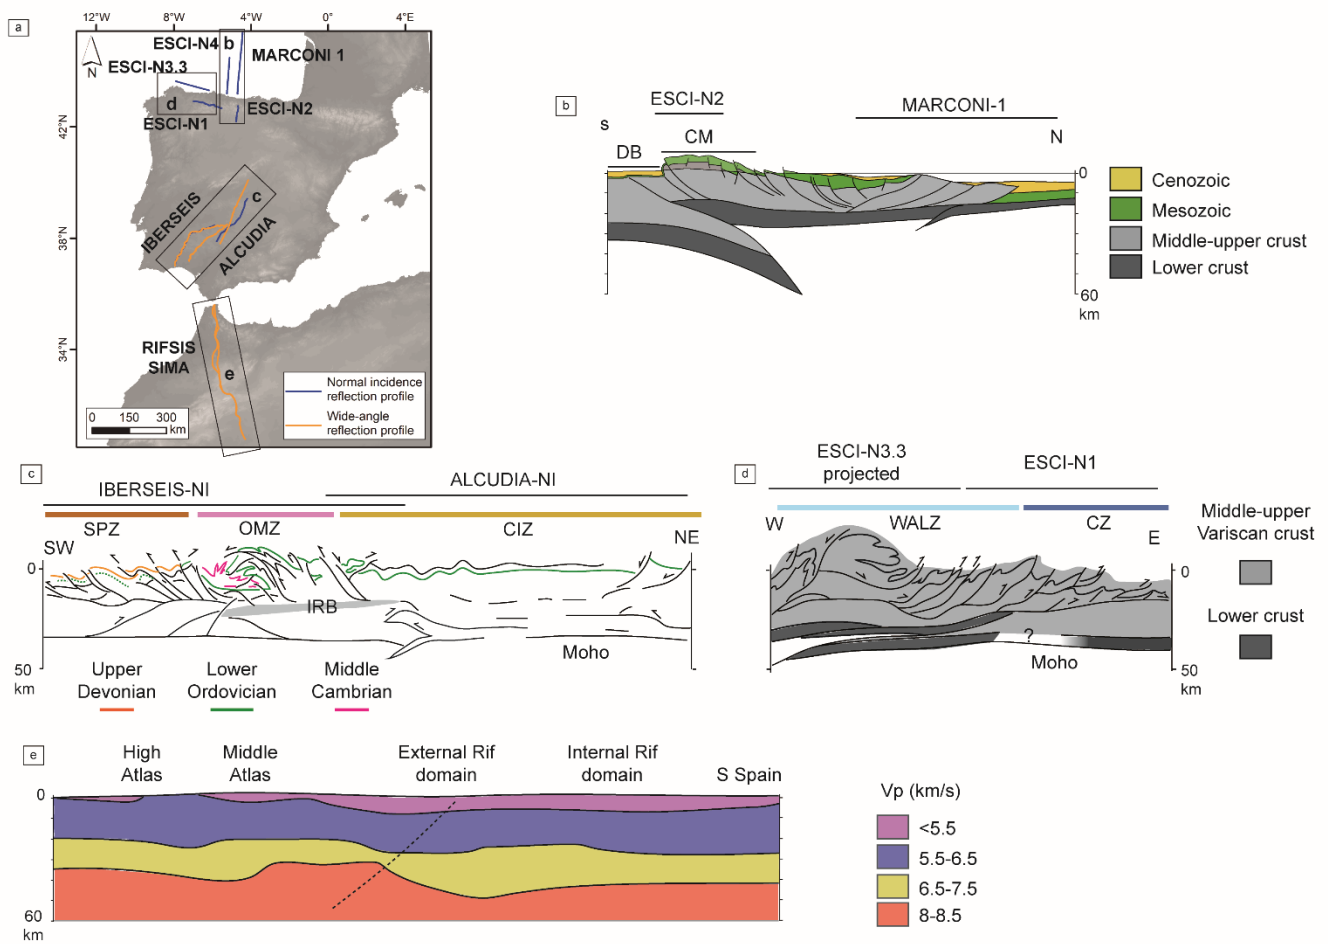 a
12°W
8°W
4°W
0°
4°E
ESCI-N4
b
MARCONI 1
N
ESCI-N3.3
d
ESCI-N2
ESCI-N1
42°N
38°N
34°N
IBERSEIS
c
ALCUDIA
RIFSIS
SIMA
e
Normal incidence
reflection profile
Wide-angle
reflection profile
0 150 300
km
b
ESCI-N2
MARCONI-1
S
N
DB
CM
0
60
km
Cenozoic
Mesozoic
Middle-upper crust
Lower crust
c
IBERSEIS-NI
ALCUDIA-NI
SPZ
OMZ
CIZ
SW
NE
0
0
IRB
Moho
50
km
Upper
Devonian
Lower
Ordovician
Middle
Cambrian
d
ESCI-N3.3
projected
ESCI-N1
W
WALZ
CZ
E
0
?
Moho
50
km
Middle-upper
Variscan crust
Lower crust
e
High
Atlas
Middle
Atlas
External Rif
domain
Internal Rif
domain
S Spain
0
60
km
Vp (km/s)
<5.5
5.5-6.5
6.5-7.5
8-8.5